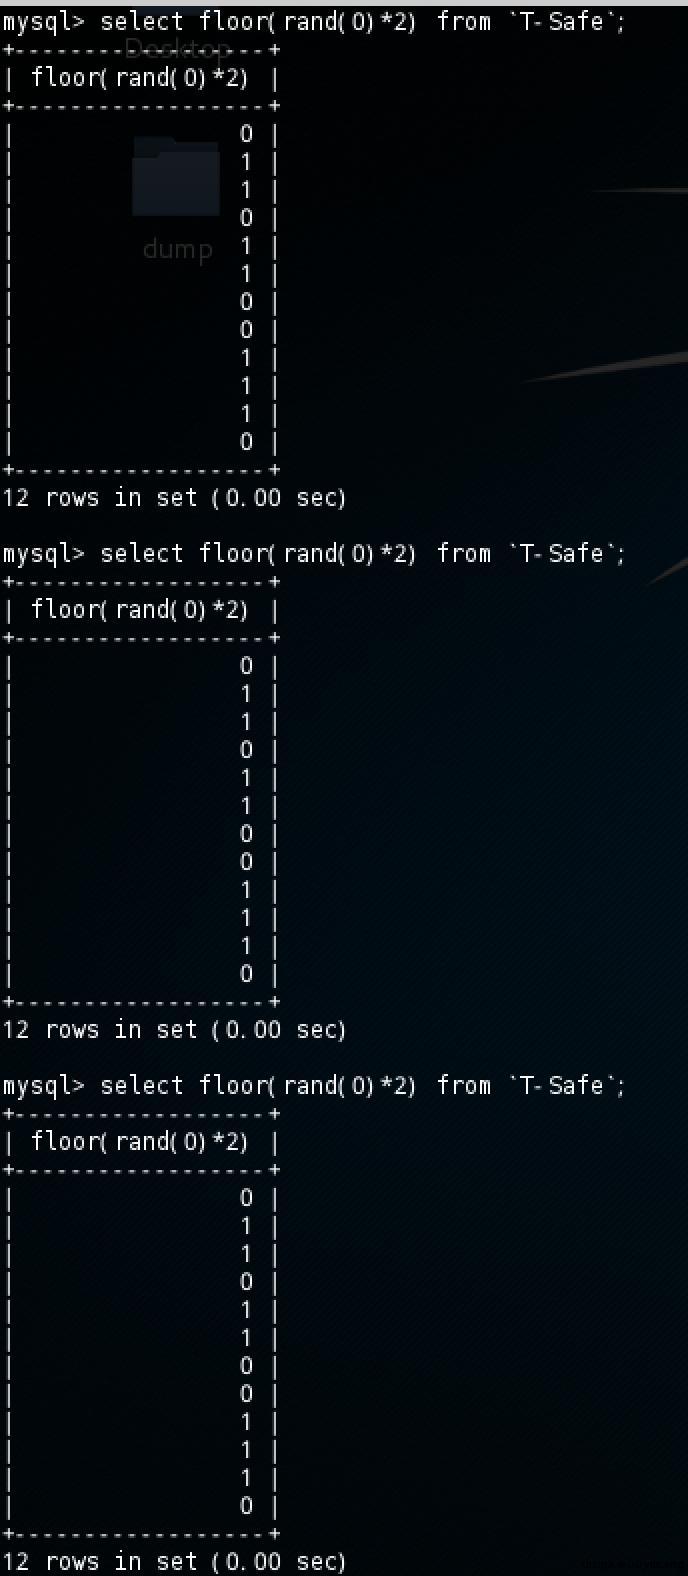 mysql> select floor(rand(0)*2) from `T-Safe`;
+------------------+
Desktop
| floor(rand(0)*2) |
+------------------+
| 0 |
| 1 |
| 1 |
| 0 |
| 1 |
dump
| 1 |
| 0 |
| 0 |
| 1 |
| 1 |
| 1 |
| 0 |
+------------------+
12 rows in set (0.00 sec)
mysql> select floor(rand(0)*2) from `T-Safe`;
+------------------+
| floor(rand(0)*2) |
+------------------+
| 0 |
| 1 |
| 1 |
| 0 |
| 1 |
| 1 |
| 0 |
| 0 |
| 1 |
| 1 |
| 1 |
| 0 |
+------------------+
12 rows in set (0.00 sec)
mysql> select floor(rand(0)*2) from `T-Safe`;
+------------------+
| floor(rand(0)*2) |
+------------------+
| 0 |
| 1 |
| 1 |
| 0 |
| 1 |
| 1 |
| 0 |
| 0 |
| 1 |
| 1 |
| 1 |
| 0 |
+------------------+
12 rows in set (0.00 sec)